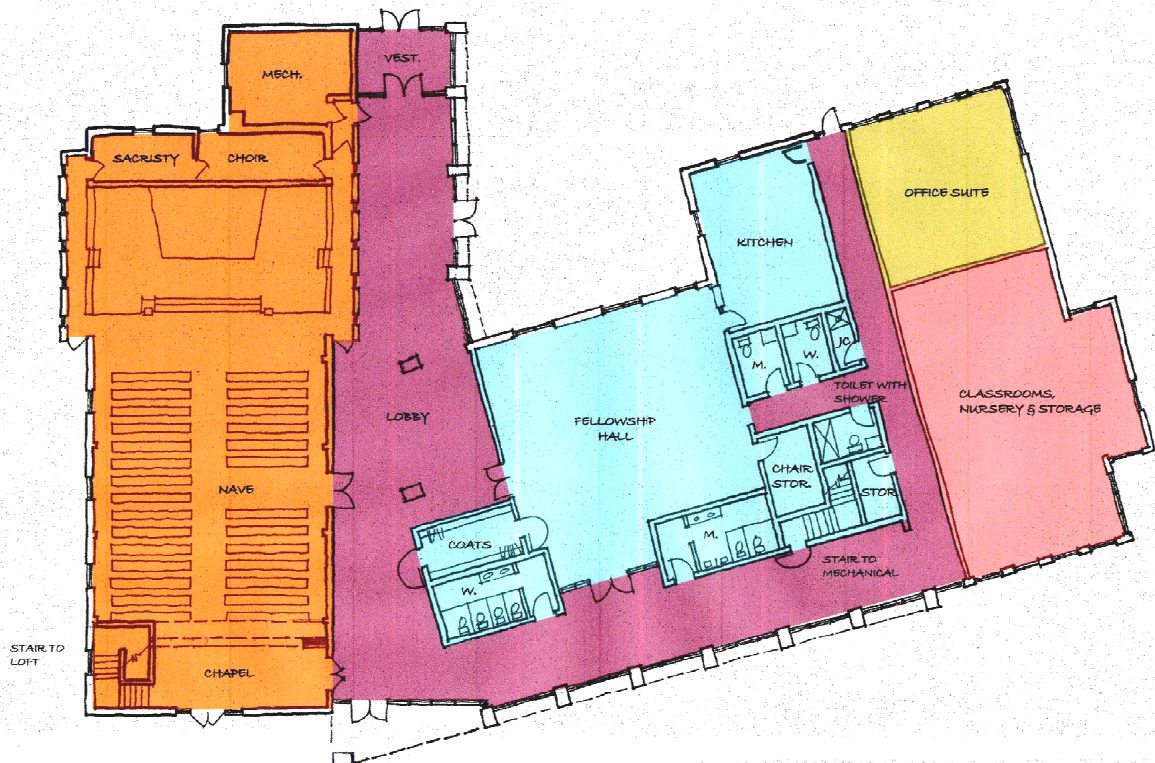 VEST.
MECH.
SACRISTY
CHOIR
OFFICE SUITE
KITCHEN
M.
W.
JC
TOILET WITH
SHOWER
CLASSROOMS,
NURSERY & STORAGE
LOBBY
FELLOWSHIP
HALL
CHAIR
STOR.
STOR
NAVE
COATS
M.
W.
STAIR TO
MECHANICAL
STAIR TO
LOFT
CHAPEL